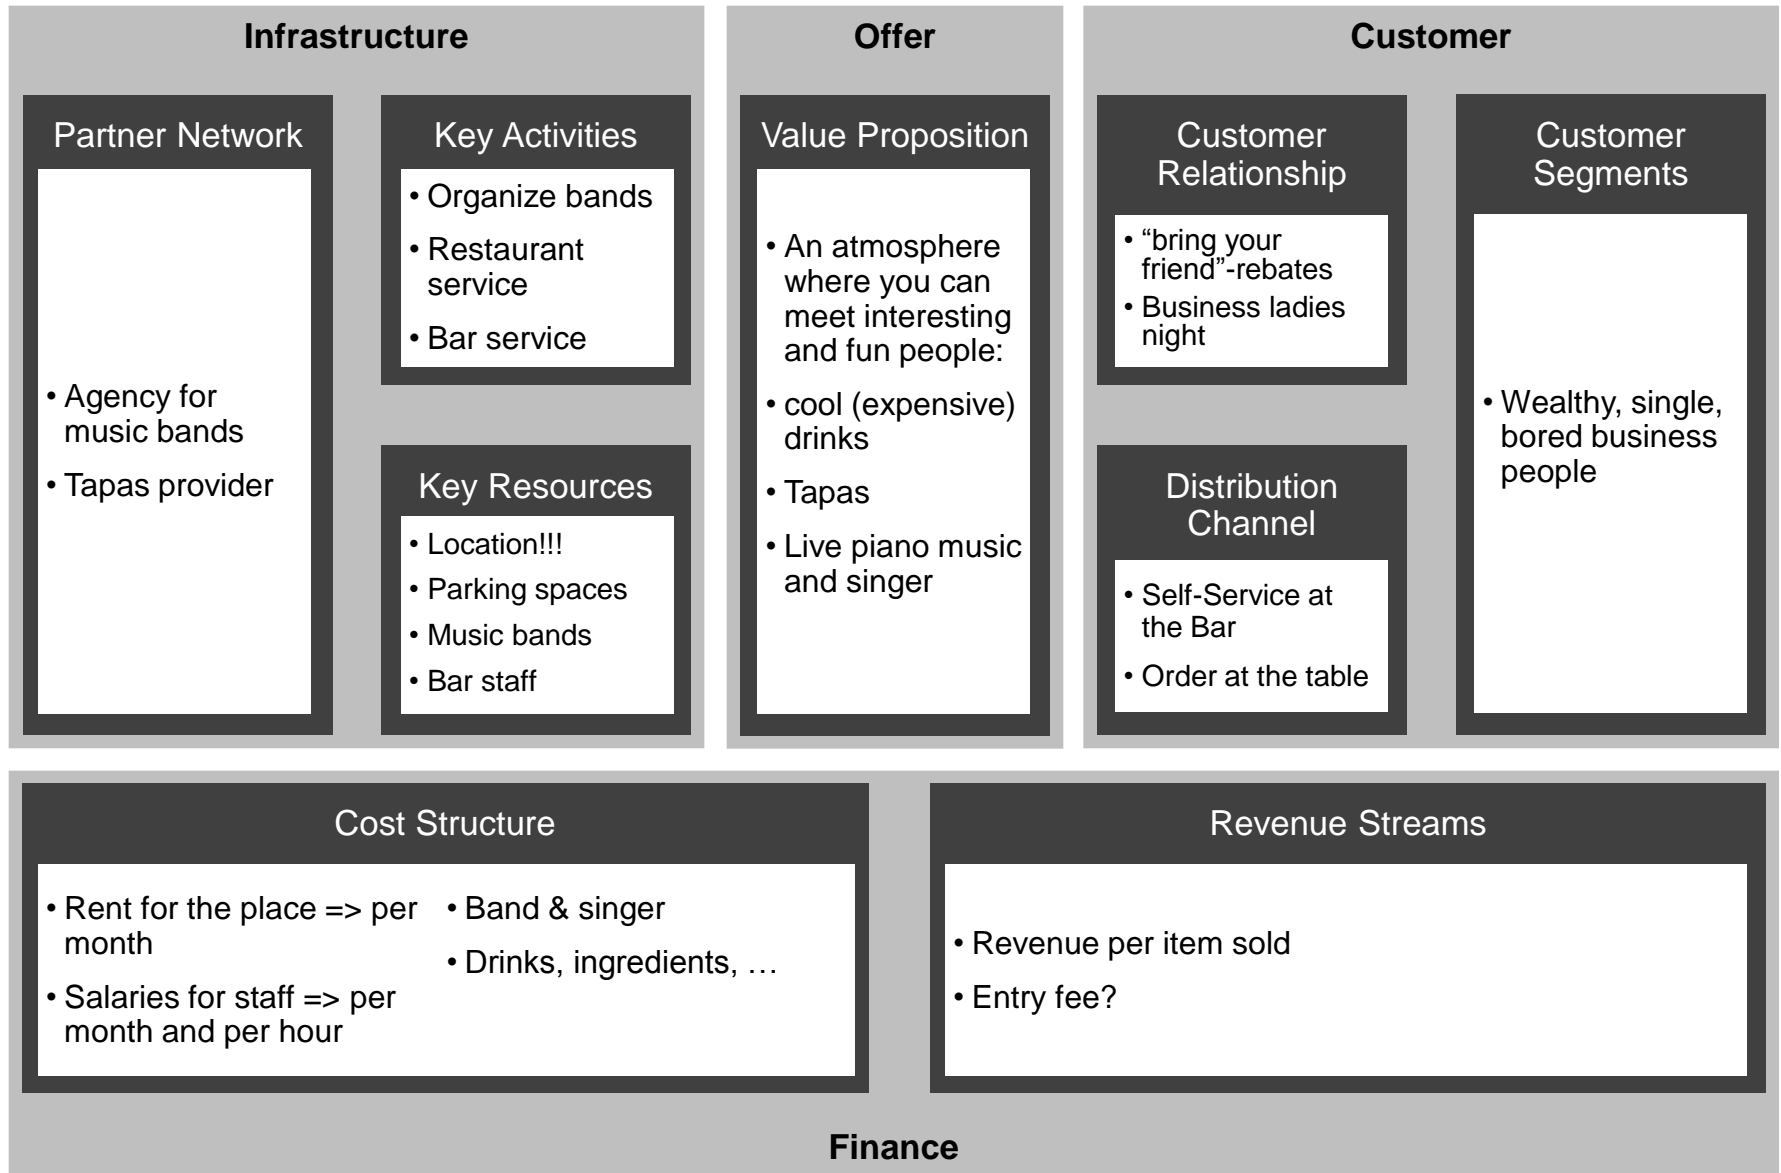 Infrastructure
Partner Network
• Agency for
music bands
• Tapas provider
Key Activities
• Organize bands
• Restaurant
service
• Bar service
Key Resources
• Location!!!
• Parking spaces
• Music bands
• Bar staff
Offer
Value Proposition
• An atmosphere
where you can
meet interesting
and fun people:
• cool (expensive)
drinks
• Tapas
• Live piano music
and singer
Customer
Customer
Relationship
• “bring your
friend”-rebates
• Business ladies
night
Distribution
Channel
• Self-Service at
the Bar
• Order at the table
Customer
Segments
• Wealthy, single,
bored business
people
Cost Structure
• Rent for the place => per
month
• Salaries for staff => per
month and per hour
• Band & singer
• Drinks, ingredients, …
Revenue Streams
• Revenue per item sold
• Entry fee?
Finance